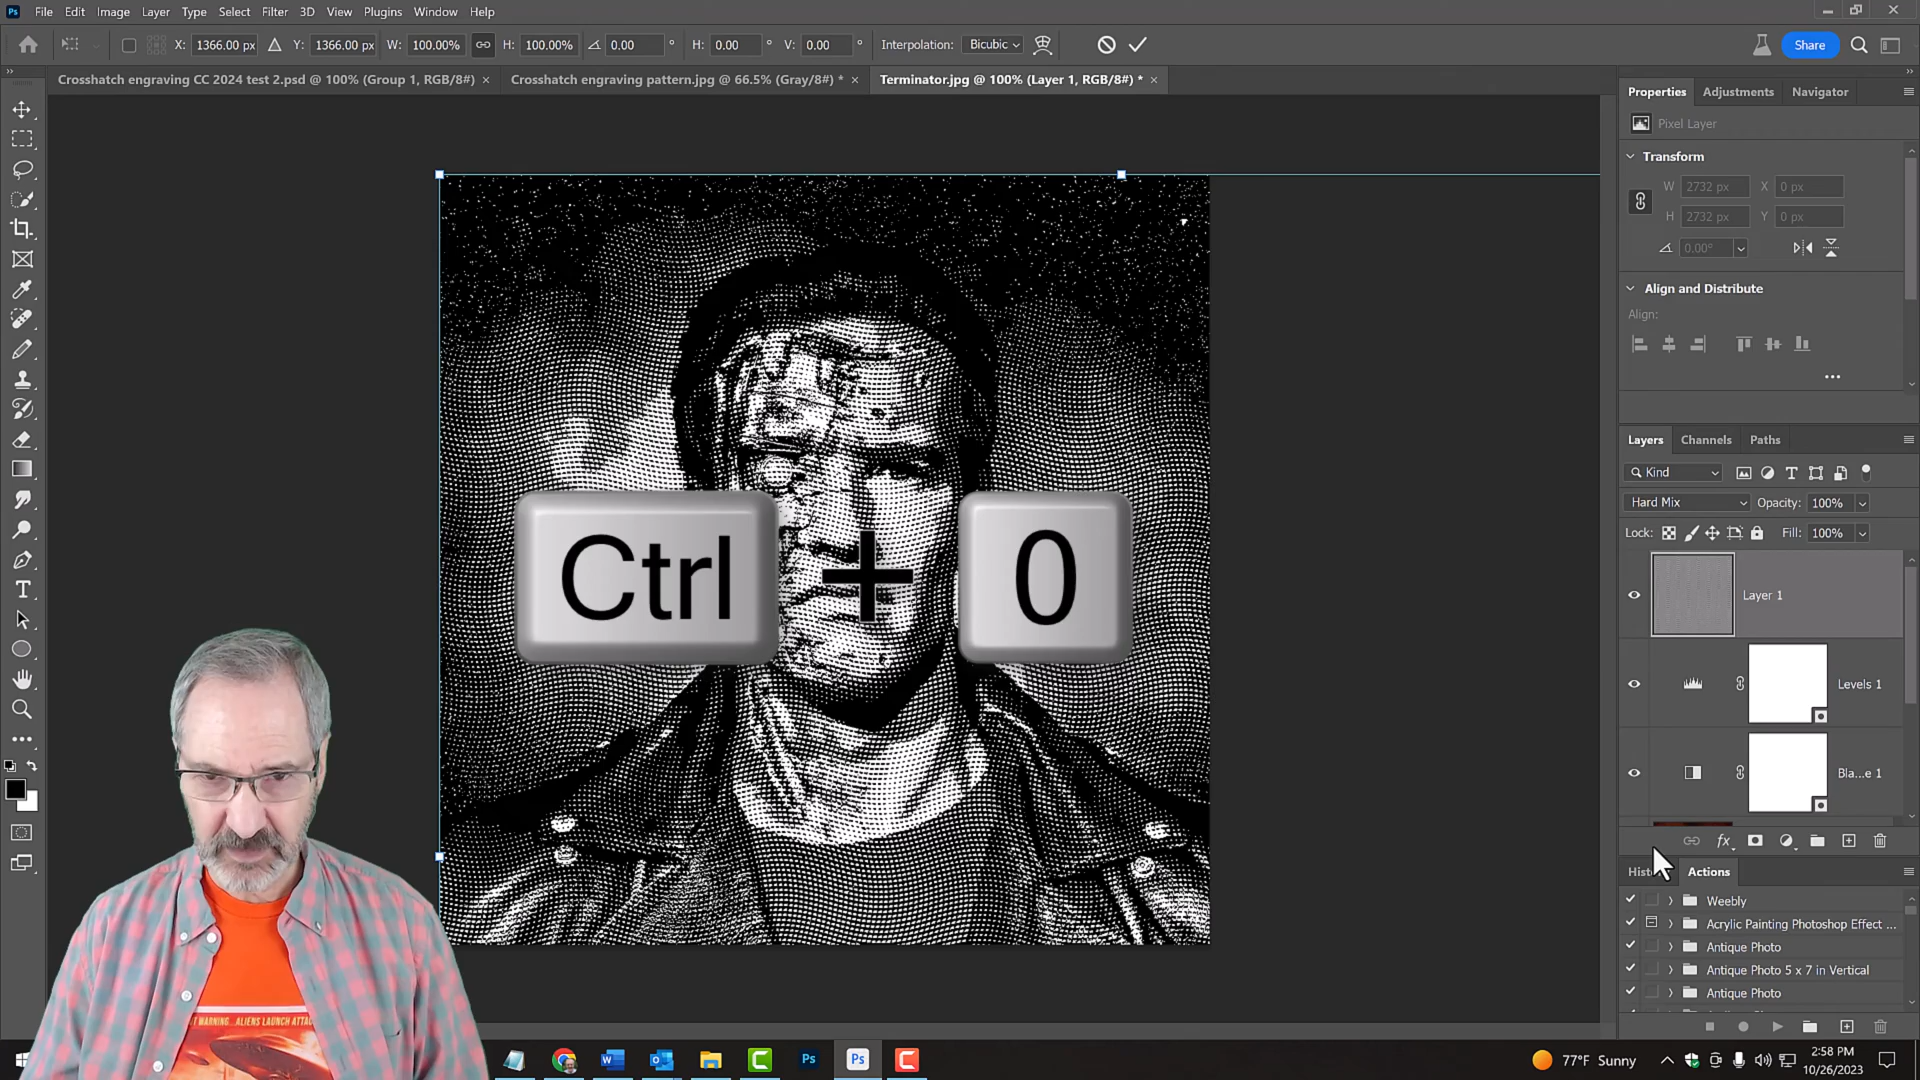 Ps File Edit Image Layer Type Select Filter 3D View Plugins Window Help
X: 1366.00 px Y: 1366.00 px W: 100.00% H: 100.00% 0.00 ° H: 0.00 ° V: 0.00 ° Interpolation: Bicubic Share
Crosshatch engraving CC 2024 test 2.psd @ 100% (Group 1, RGB/8#) × Crosshatch engraving pattern.jpg @ 66.5% (Gray/8#) * × Terminator.jpg @ 100% (Layer 1, RGB/8#) * ×
Properties Adjustments Navigator
Pixel Layer
Transform
W 2732 px X 0 px
H 2732 px Y 0 px
0.00°
Align and Distribute
Align:
Layers Channels Paths
Kind
Hard Mix Opacity: 100%
Lock: Fill: 100%
Layer 1
Levels 1
Bla...e 1
fx
Actions
Weebly
Acrylic Painting Photoshop Effect ...
Antique Photo
Antique Photo 5 x 7 in Vertical
Antique Photo
Ctrl + 0
WARNING...ALIENS LAUNCH ATTAC
77°F Sunny
2:58 PM
10/26/2023